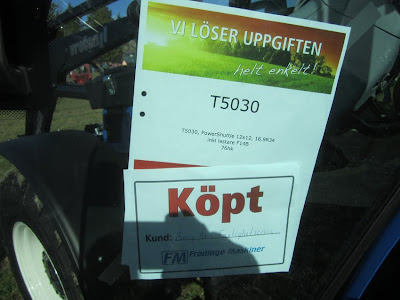 VI LÖSER UPPGIFTEN
helt enkelt!
T5030
T5030, PowerShuttle 12x12, 16.9R34
inkl lastare F14B
76hk
Köpt
Kund:
FM Frösinge Maskiner